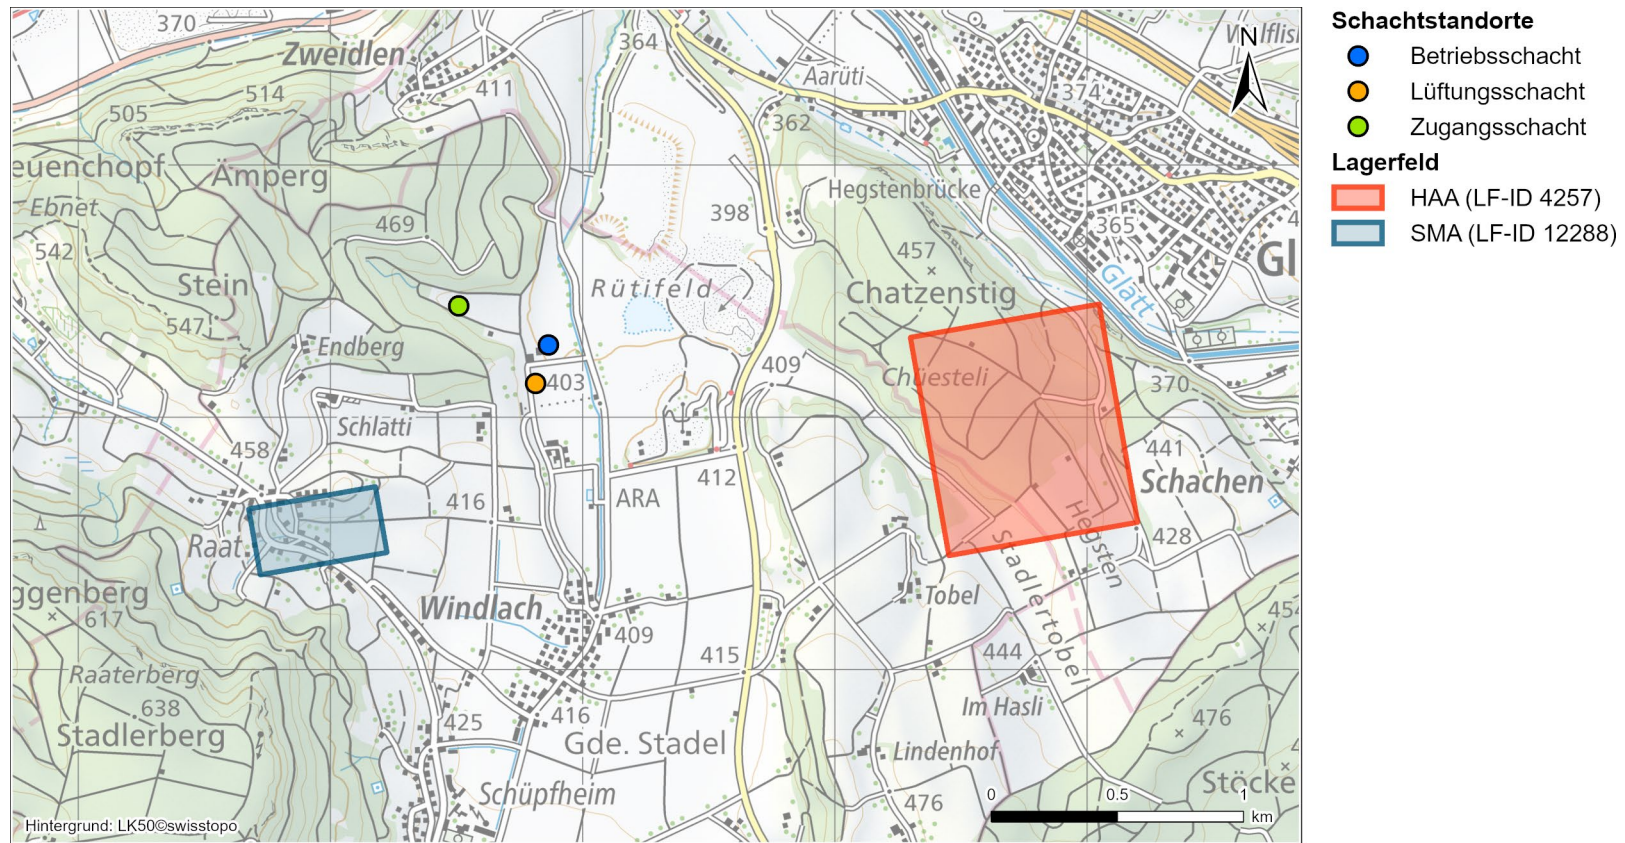 370
Zweidlen
364
Aarüti
N
374
411
514
505
362
euenchopf
Amperg
Hegstenbrücke
Ebnet
398
469
365
542
457
Gl
Glatt
Stein
Rütifeld
Chatzenstig
547
Endberg
409
403
Chüesteli
370
Schlatti
458
441
412
Schachen
416
ARA
Hegsten
Raat
428
Stadlertobel
ggenberg
617
Windlach
Tobel
454
409
415
444
Raaterberg
638
Im Hasli
425
416
476
Stadlerberg
Gde. Stadel
Lindenhof
Stöcke
Schüpfheim
476
0 0.5 1
km
Hintergrund: LK50©swisstopo
Schachtstandorte
Betriebsschacht
Lüftungsschacht
Zugangsschacht
Lagerfeld
HAA (LF-ID 4257)
SMA (LF-ID 12288)